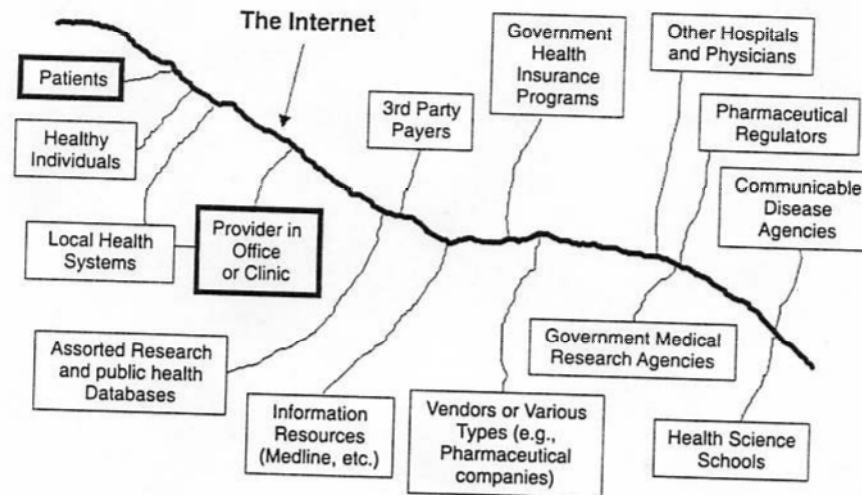 The Internet
Patients
Healthy
Individuals
Local Health
Systems
Provider in
Office
or Clinic
3rd Party
Payers
Government
Health
Insurance
Programs
Other Hospitals
and Physicians
Pharmaceutical
Regulators
Communicable
Disease
Agencies
Assorted Research
and public health
Databases
Information
Resources
(Medline, etc.)
Vendors or Various
Types (e.g.,
Pharmaceutical
companies)
Government Medical
Research Agencies
Health Science
Schools